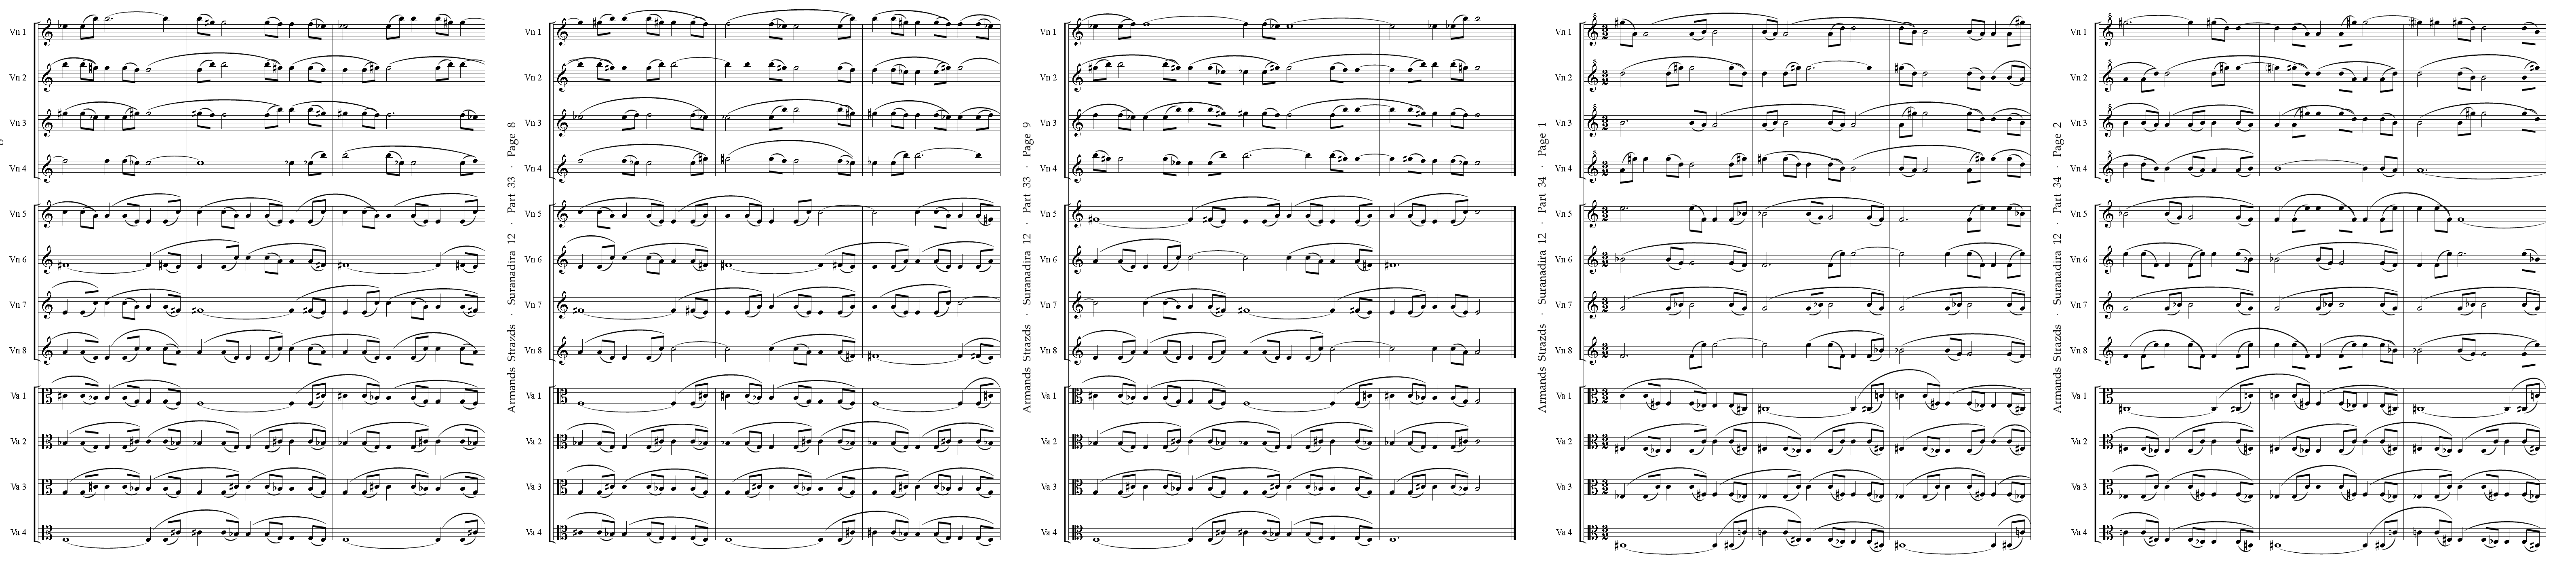 Vn 1
Vn 2
Vn 3
Vn 4
Vn 5
Vn 6
Vn 7
Vn 8
Va 1
Va 2
Va 3
Va 4
Armands Strazds · Suranadira 12 · Part 33 · Page 8
Vn 1
Vn 2
Vn 3
Vn 4
Vn 5
Vn 6
Vn 7
Vn 8
Va 1
Va 2
Va 3
Va 4
Armands Strazds · Suranadira 12 · Part 33 · Page 9
Vn 1
Vn 2
Vn 3
Vn 4
Vn 5
Vn 6
Vn 7
Vn 8
Va 1
Va 2
Va 3
Va 4
Armands Strazds · Suranadira 12 · Part 34 · Page 1
Vn 1
Vn 2
Vn 3
Vn 4
Vn 5
Vn 6
Vn 7
Vn 8
Va 1
Va 2
Va 3
Va 4
Armands Strazds · Suranadira 12 · Part 34 · Page 2
Vn 1
Vn 2
Vn 3
Vn 4
Vn 5
Vn 6
Vn 7
Vn 8
Va 1
Va 2
Va 3
Va 4